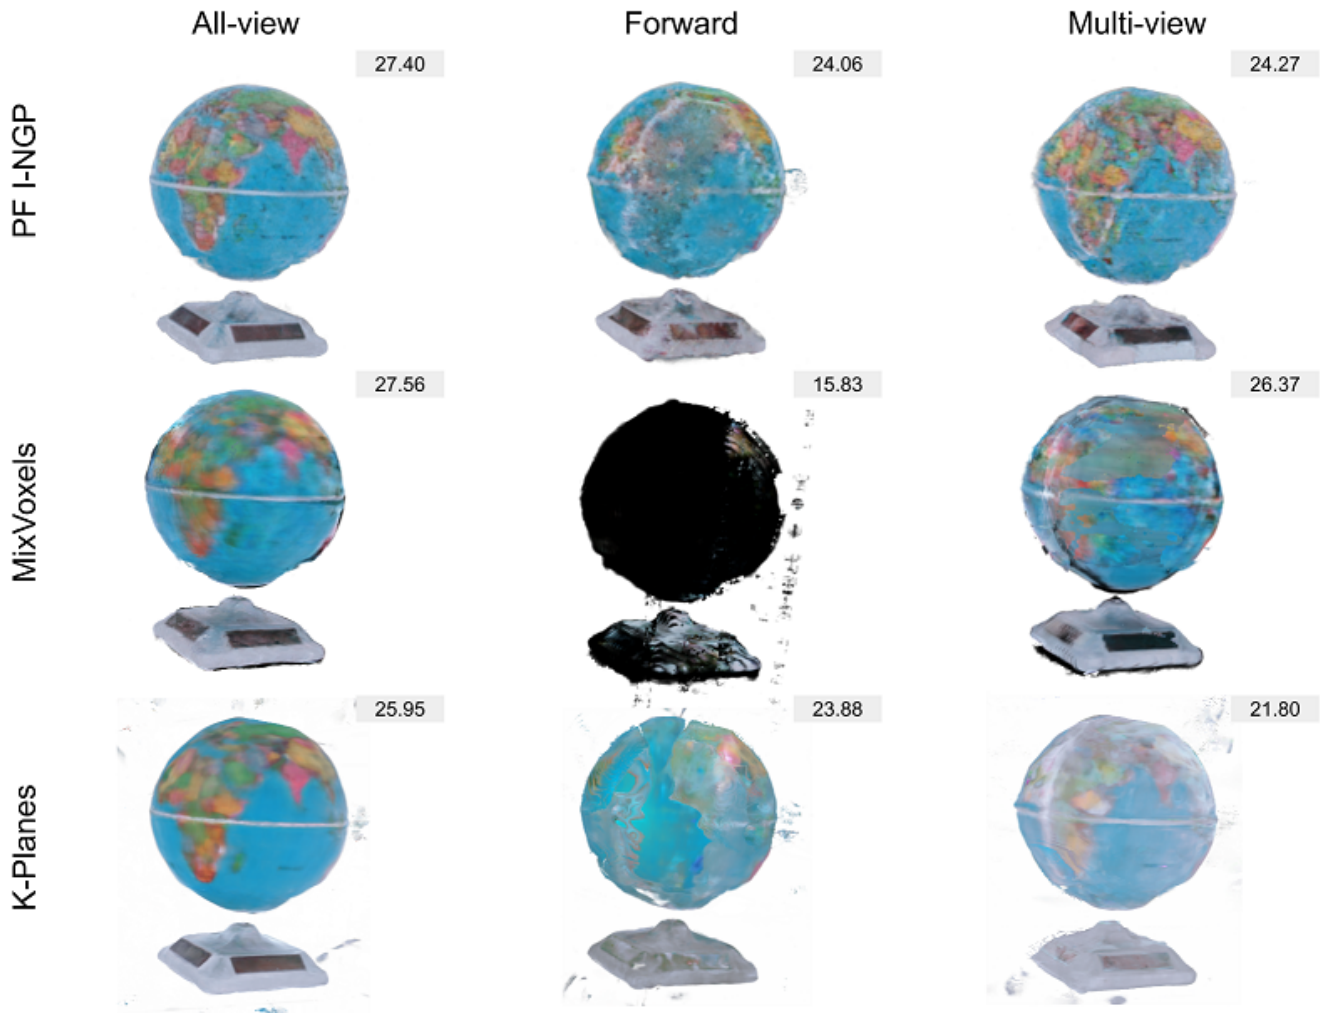 All-view Forward Multi-view
PF I-NGP 27.40 24.06 24.27
MixVoxels 27.56 15.83 26.37
K-Planes 25.95 23.88 21.80